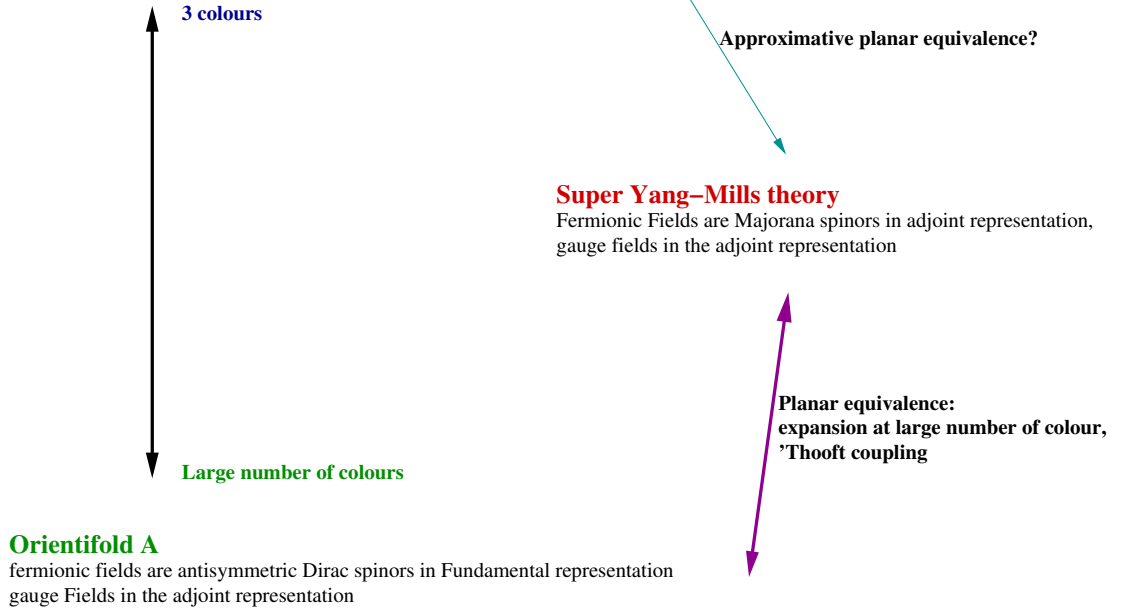 3 colours
Approximative planar equivalence?
Super Yang−Mills theory
Fermionic Fields are Majorana spinors in adjoint representation,
gauge fields in the adjoint representation
Planar equivalence:
expansion at large number of colour,
’Thooft coupling
Large number of colours
Orientifold A
fermionic fields are antisymmetric Dirac spinors in Fundamental representation
gauge Fields in the adjoint representation